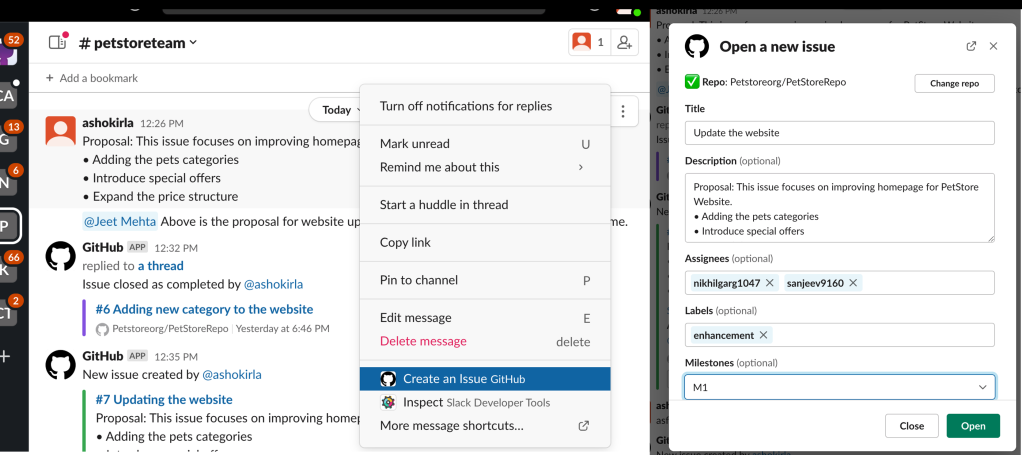 52
CA
G
13
N
6
P
K
66
CT
2
# petstoreteam
1
+ Add a bookmark
Today
ashokirla 12:26 PM
Proposal: This issue focuses on improving homepag
• Adding the pets categories
• Introduce special offers
• Expand the price structure
@Jeet Mehta Above is the proposal for website up
me.
GitHub APP 12:32 PM
replied to a thread
Issue closed as completed by @ashokirla
#6 Adding new category to the website
Petstoreorg/PetStoreRepo | Yesterday at 6:46 PM
GitHub APP 12:35 PM
New issue created by @ashokirla
#7 Updating the website
Proposal: This issue focuses on improving homep
• Adding the pets categories
Turn off notifications for replies
Mark unread U
Remind me about this
Start a huddle in thread
Copy link
Pin to channel P
Edit message E
Delete message delete
Create an Issue GitHub
Inspect Slack Developer Tools
More message shortcuts...
ashokirla 12:26 PM
Open a new issue
Repo: Petstoreorg/PetStoreRepo
Change repo
Title
Update the website
Description (optional)
Proposal: This issue focuses on improving homepage for PetStore
Website.
• Adding the pets categories
• Introduce special offers
Assignees (optional)
nikhilgarg1047 sanjeev9160
Labels (optional)
enhancement
Milestones (optional)
M1
Close
Open